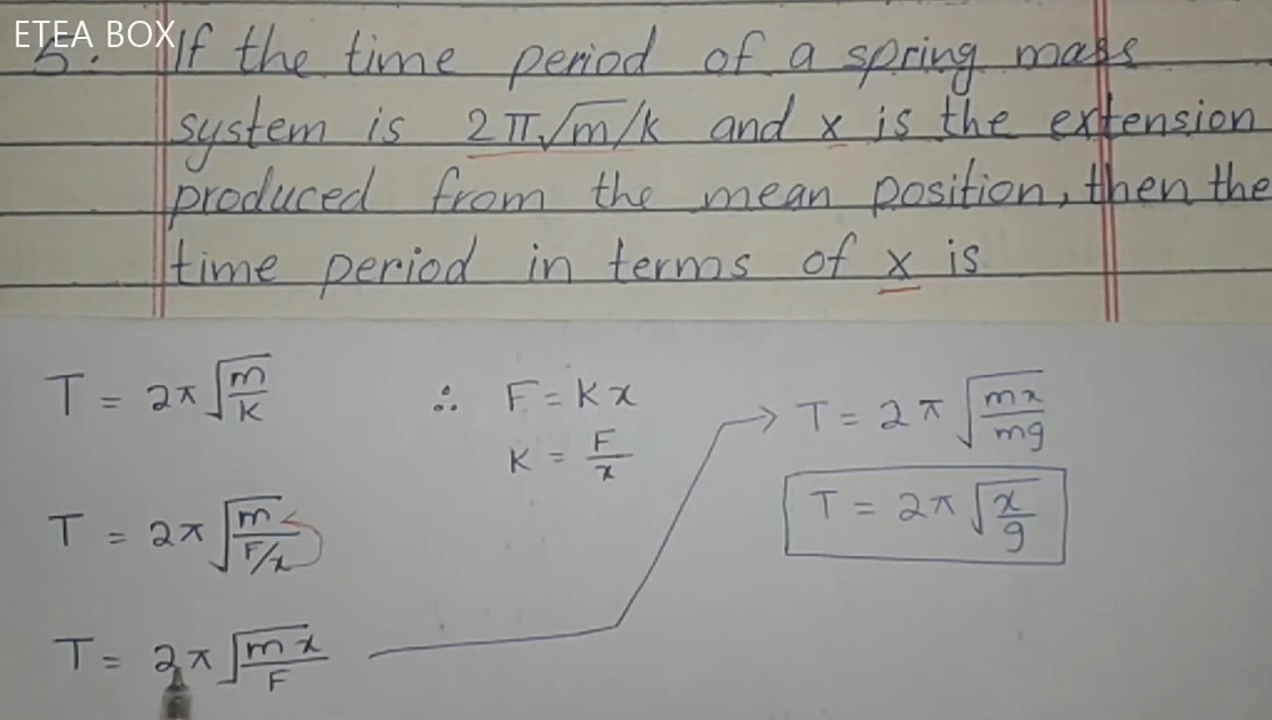 ETEA BOX
5. If the time period of a spring mass
system is 2π√m/k and x is the extension
produced from the mean position, then the
time period in terms of x is
T = 2π √(m/K)
∴ F = Kx
K = F/x
T = 2π √(m/(F/x))
T = 2π √(mx/F)
T = 2π √(mx/mg)
T = 2π √(x/g)